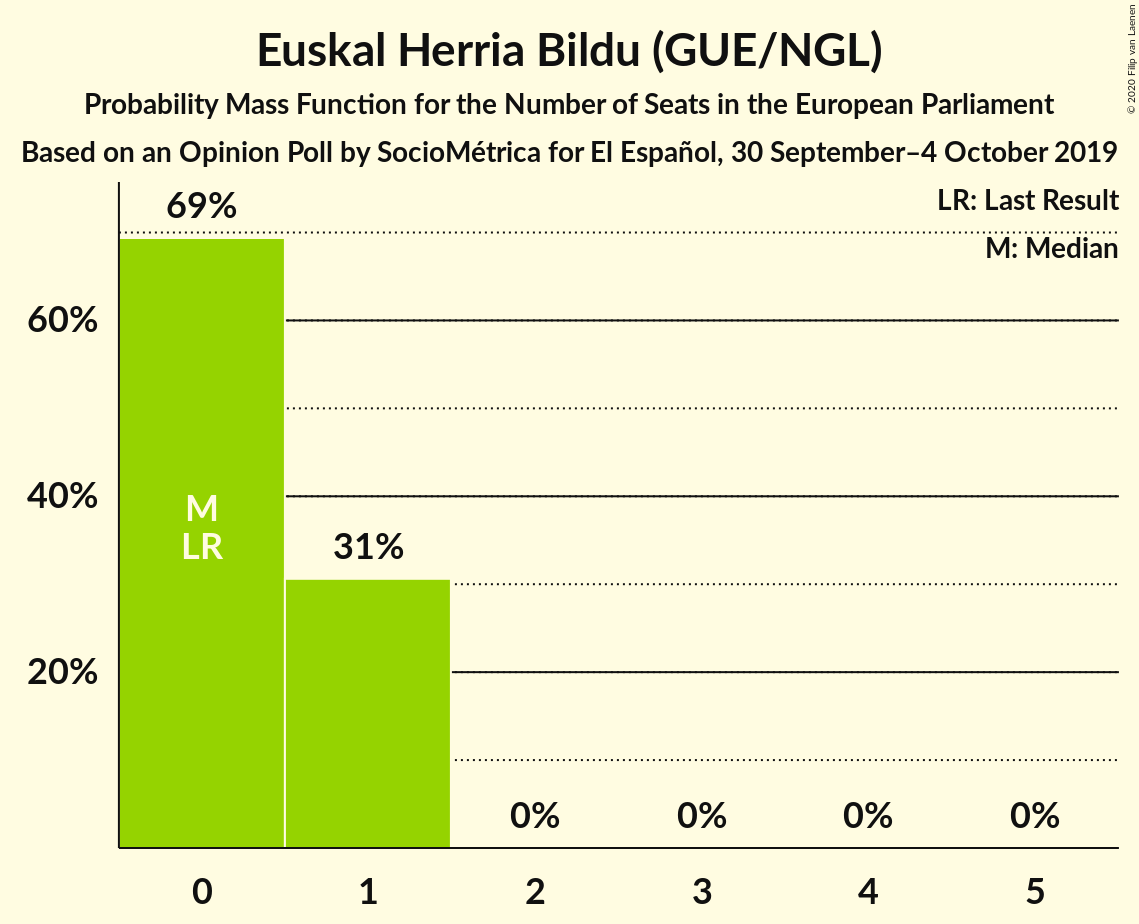 Euskal Herria Bildu (GUE/NGL)
Probability Mass Function for the Number of Seats in the European Parliament
Based on an Opinion Poll by SocioMétrica for El Español, 30 September–4 October 2019
© 2020 Filip van Laenen
LR: Last Result
M: Median
69%
60%
40%
20%
M
LR
31%
0% 0% 0% 0%
0 1 2 3 4 5